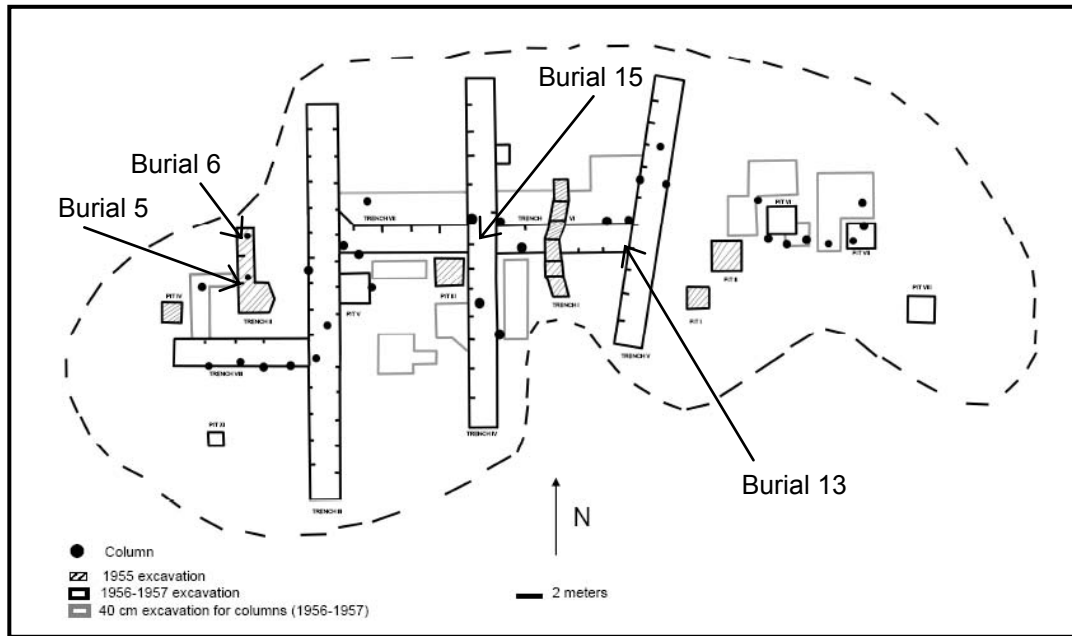 Burial 15
Burial 6
Burial 5
TRENCH VII
TRENCH
VI
PIT VI
PIT VII
PIT IV
PIT III
PIT II
PIT VIII
PIT V
TRENCH I
PIT I
TRENCH II
TRENCH V
TRENCH VIII
PIT XI
TRENCH IV
Burial 13
TRENCH III
N
Column
1955 excavation
1956-1957 excavation
2 meters
40 cm excavation for columns (1956-1957)